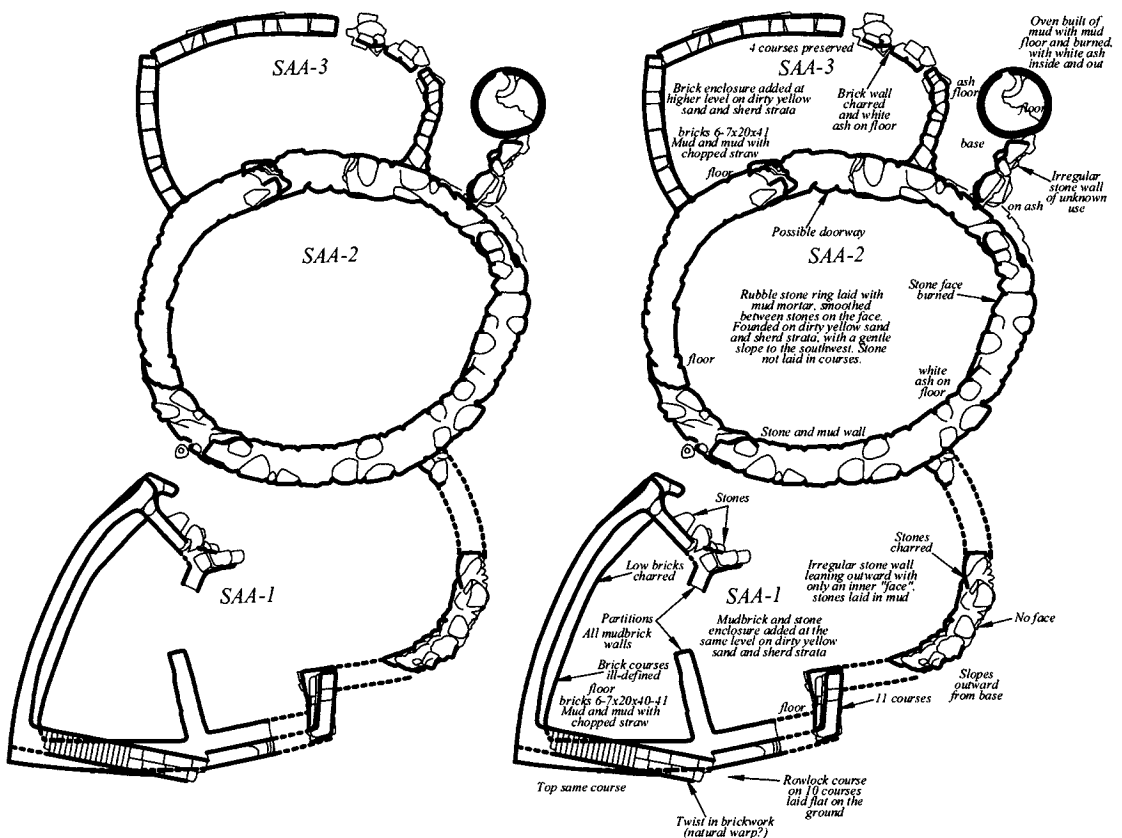 SAA-3
SAA-2
SAA-1
4 courses preserved
SAA-3
Brick enclosure added at
higher level on dirty yellow
sand and sherd strata
bricks 6-7x20x41
Mud and mud with
chopped straw
floor
Brick wall
charred
and white
ash on floor
ash
floor
Oven built of
mud with mud
floor and burned,
with white ash
inside and out
floor
base
Irregular
stone wall
of unknown
use
on ash
Possible doorway
SAA-2
Stone face
burned
Rubble stone ring laid with
mud mortar, smoothed
between stones on the face.
Founded on dirty yellow sand
and sherd strata, with a gentle
slope to the southwest. Stone
not laid in courses.
floor
white
ash on
floor
Stone and mud wall
Stones
Stones
charred
Low bricks
charred
SAA-1
Irregular stone wall
leaning outward with
only an inner "face",
stones laid in mud
Partitions
All mudbrick
walls
Mudbrick and stone
enclosure added at the
same level on dirty yellow
sand and sherd strata
No face
Brick courses
ill-defined
floor
bricks 6-7x20x40-41
Mud and mud with
chopped straw
Slopes
outward
from base
floor
11 courses
Top same course
Rowlock course
on 10 courses
laid flat on the
ground
Twist in brickwork
(natural warp?)